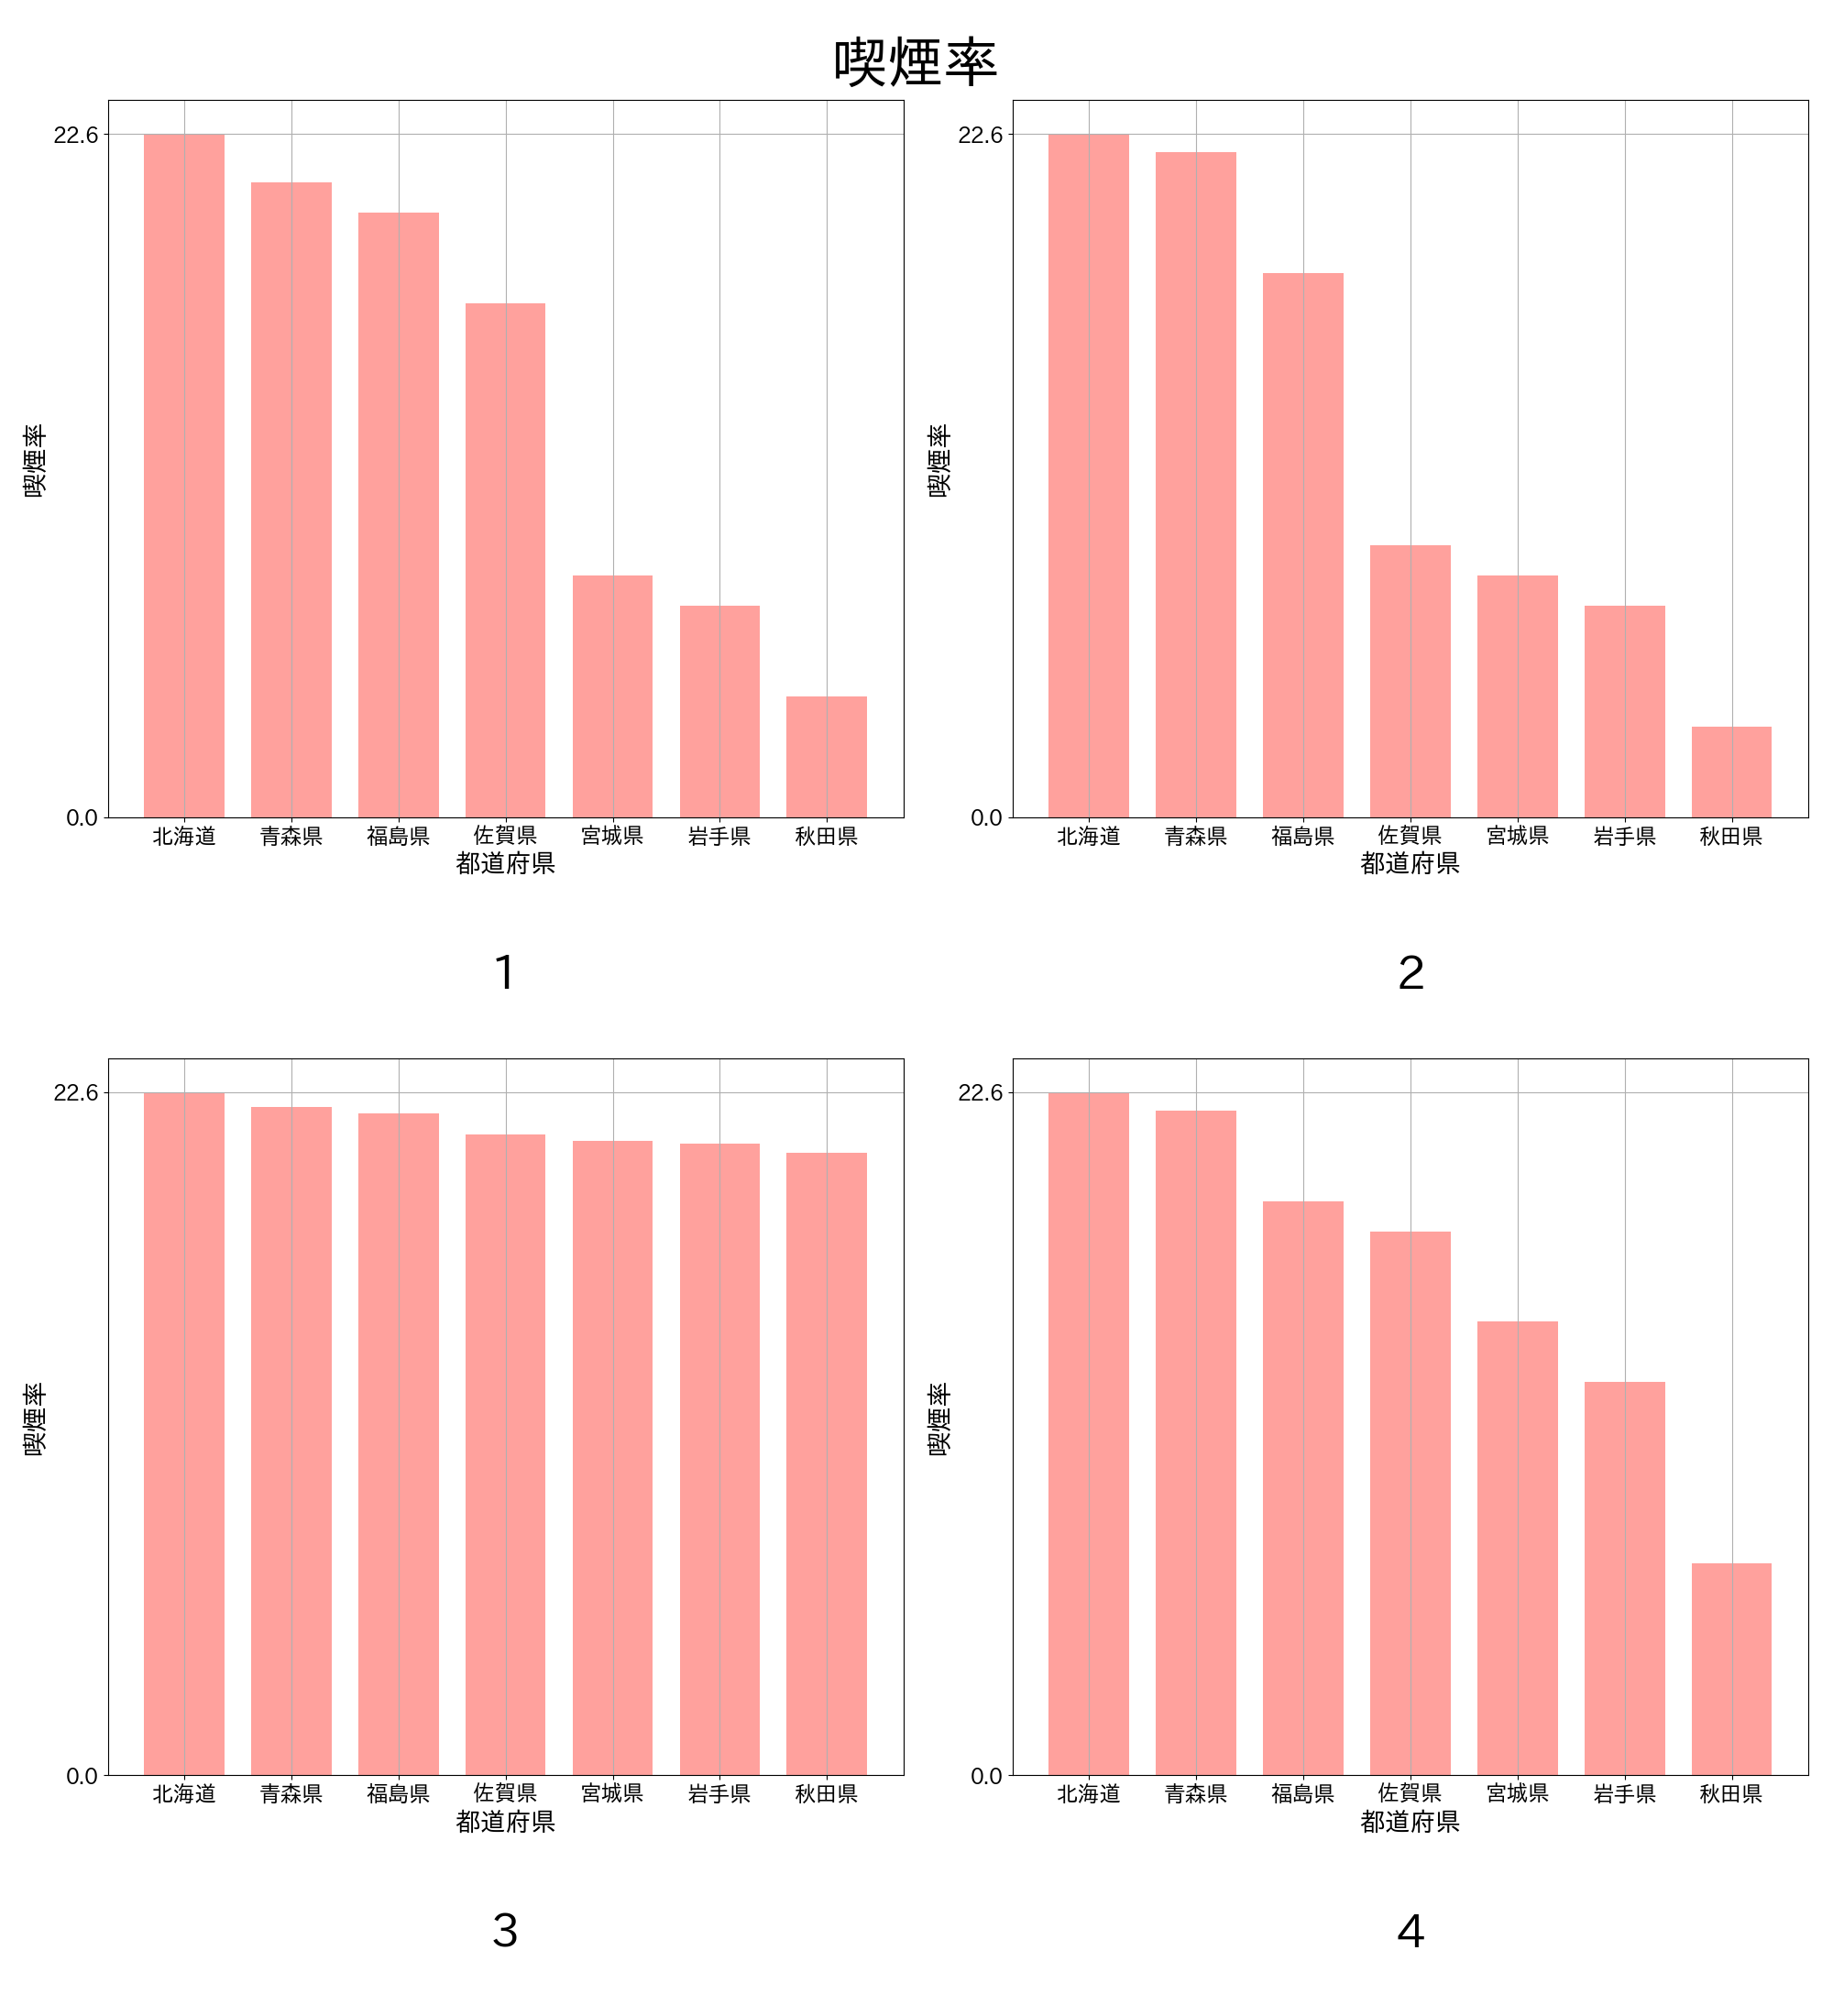 喫煙率
22.6
0.0
喫煙率
北海道 青森県 福島県 佐賀県 宮城県 岩手県 秋田県
都道府県
1
22.6
0.0
喫煙率
北海道 青森県 福島県 佐賀県 宮城県 岩手県 秋田県
都道府県
2
22.6
0.0
喫煙率
北海道 青森県 福島県 佐賀県 宮城県 岩手県 秋田県
都道府県
3
22.6
0.0
喫煙率
北海道 青森県 福島県 佐賀県 宮城県 岩手県 秋田県
都道府県
4